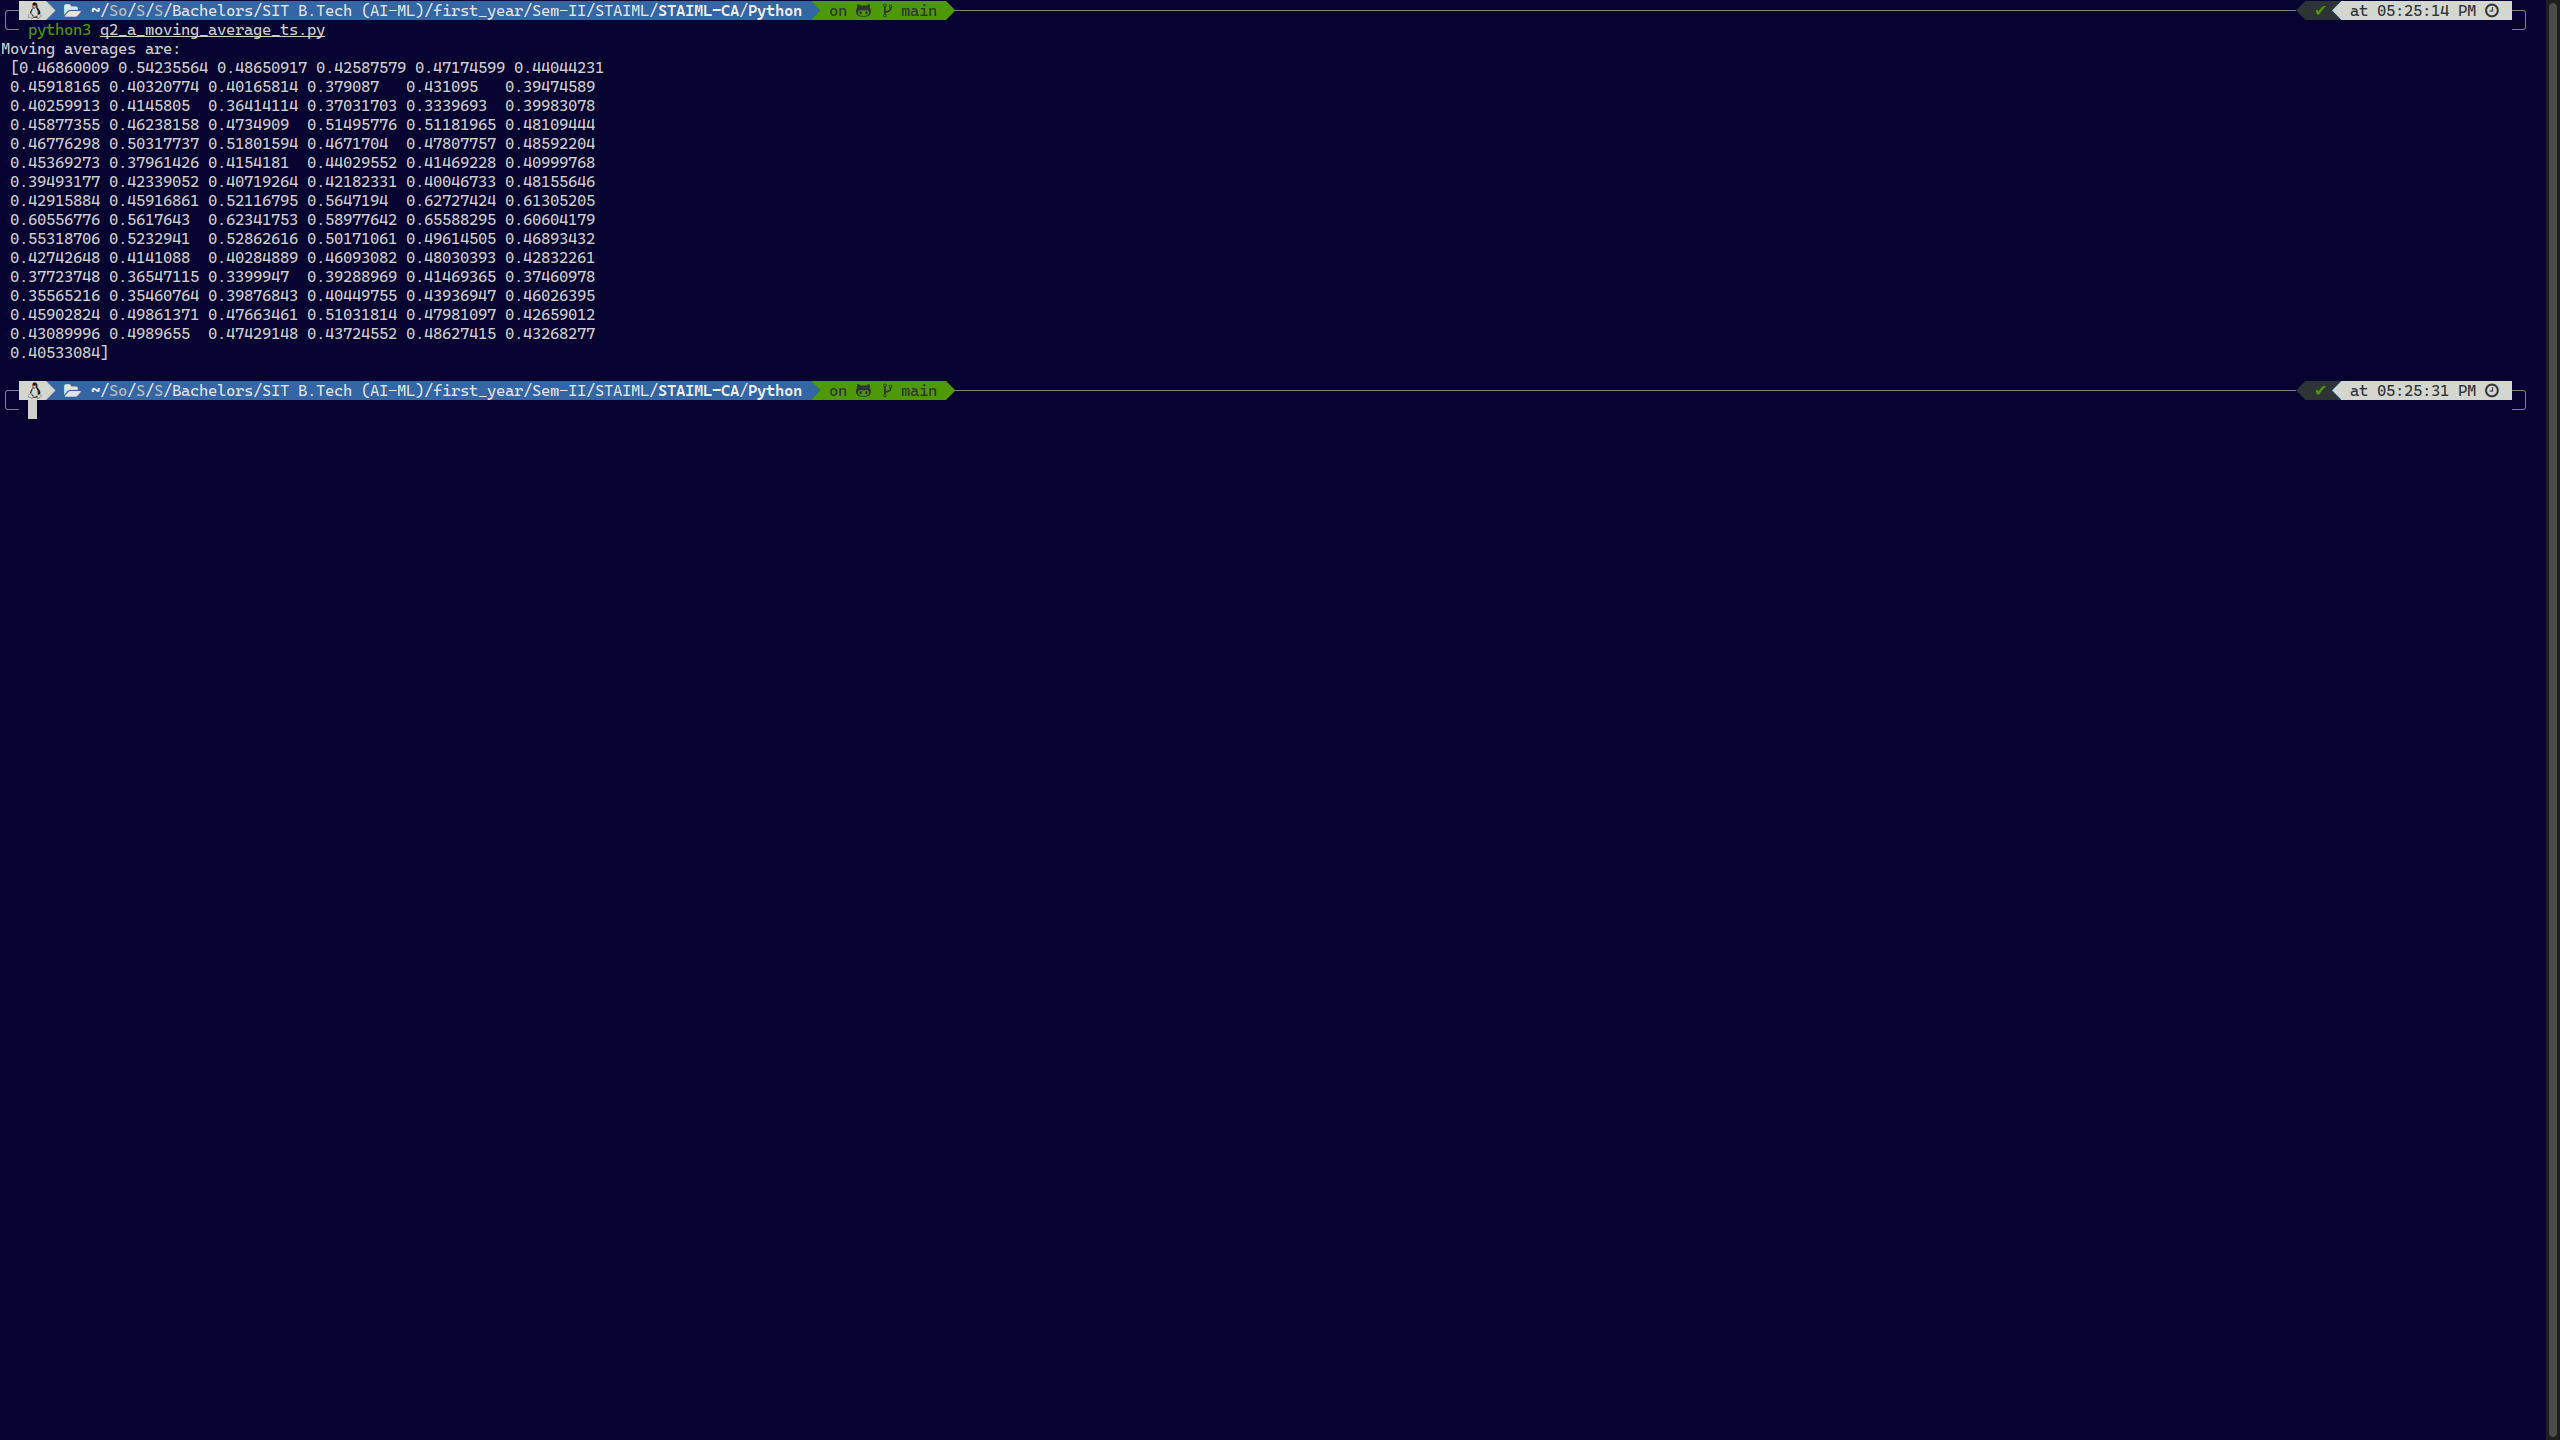 ~/So/S/S/Bachelors/SIT B.Tech (AI-ML)/first_year/Sem-II/STAIML/STAIML-CA/Python on main ✔ at 05:25:14 PM
python3 q2_a_moving_average_ts.py
Moving averages are:
[0.46860009 0.54235564 0.48650917 0.42587579 0.47174599 0.44044231
0.45918165 0.40320774 0.40165814 0.379087   0.431095   0.39474589
0.40259913 0.4145805  0.36414114 0.37031703 0.3339693  0.39983078
0.45877355 0.46238158 0.4734909  0.51495776 0.51181965 0.48109444
0.46776298 0.50317737 0.51801594 0.4671704  0.47807757 0.48592204
0.45369273 0.37961426 0.4154181  0.44029552 0.41469228 0.40999768
0.39493177 0.42339052 0.40719264 0.42182331 0.40046733 0.48155646
0.42915884 0.45916861 0.52116795 0.5647194  0.62727424 0.61305205
0.60556776 0.5617643  0.62341753 0.58977642 0.65588295 0.60604179
0.55318706 0.5232941  0.52862616 0.50171061 0.49614505 0.46893432
0.42742648 0.4141088  0.40284889 0.46093082 0.48030393 0.42832261
0.37723748 0.36547115 0.3399947  0.39288969 0.41469365 0.37460978
0.35565216 0.35460764 0.39876843 0.40449755 0.43936947 0.46026395
0.45902824 0.49861371 0.47663461 0.51031814 0.47981097 0.42659012
0.43089996 0.4989655  0.47429148 0.43724552 0.48627415 0.43268277
0.40533084]
~/So/S/S/Bachelors/SIT B.Tech (AI-ML)/first_year/Sem-II/STAIML/STAIML-CA/Python on main ✔ at 05:25:31 PM